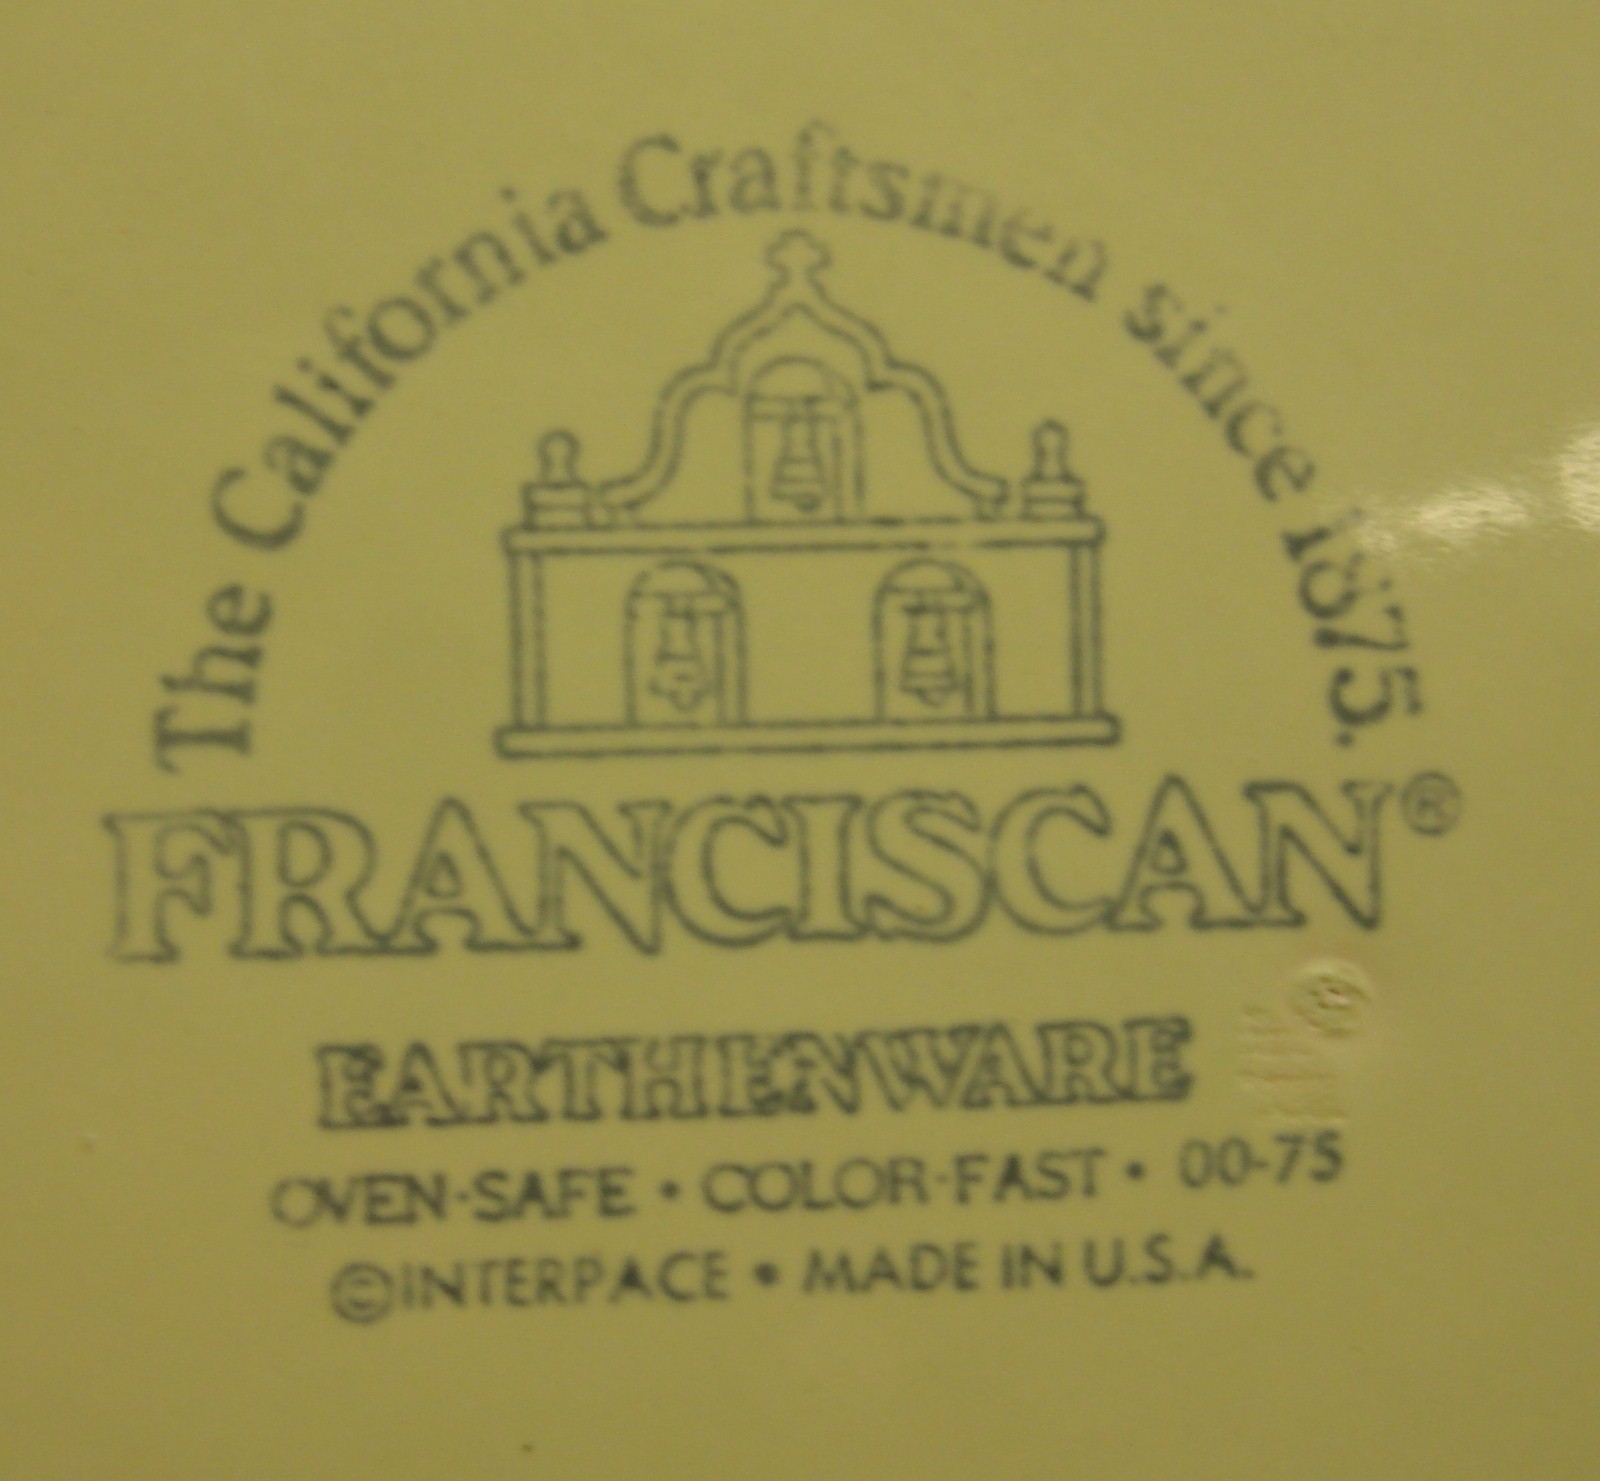 The California Craftsmen since 1875.
FRANCISCAN®
EARTHENWARE
OVEN-SAFE • COLOR-FAST • 00-75
©INTERPACE • MADE IN U.S.A.